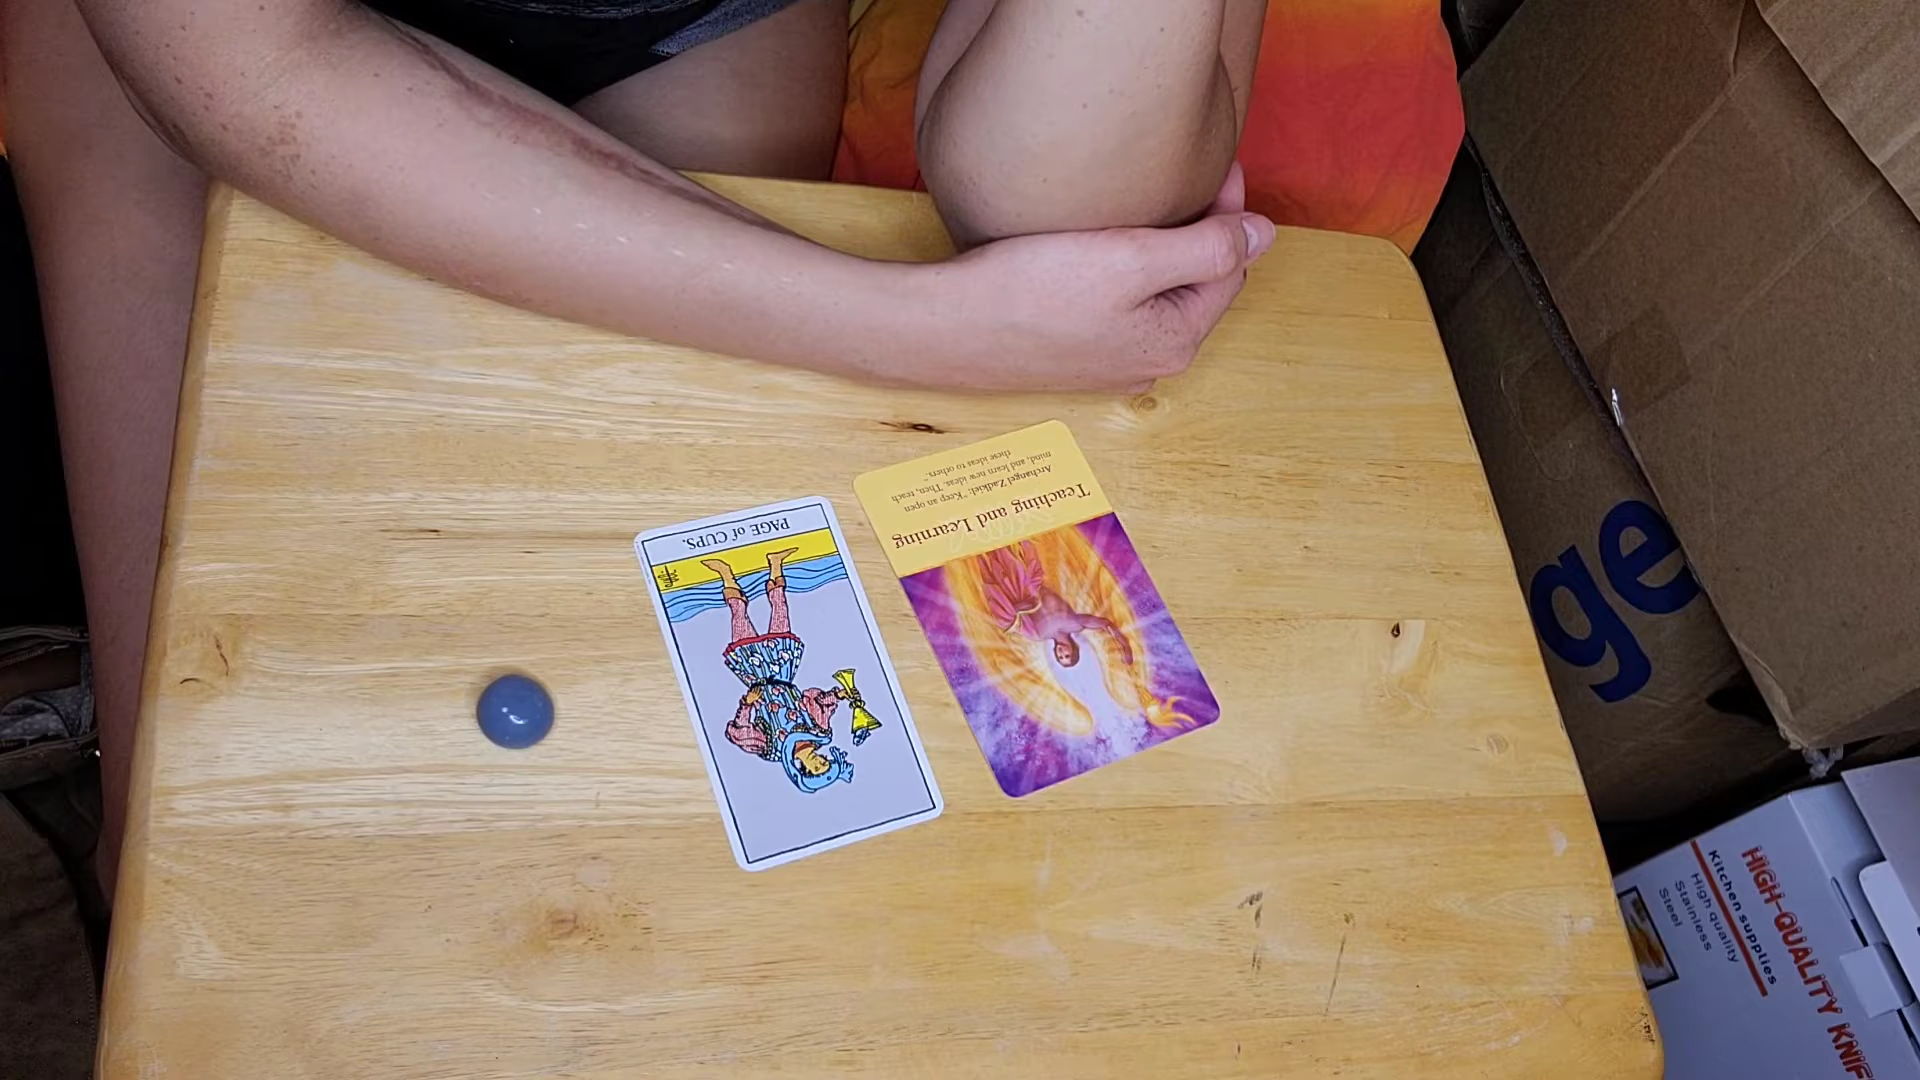 PAGE of CUPS.
Teaching and Learning
Archangel Zadkiel: "Keep an open
mind, and learn new ideas. Then, teach
these ideas to others."
ge
HIGH-QUALITY KNIF
Kitchen supplies
High quality
Stainless
Steel